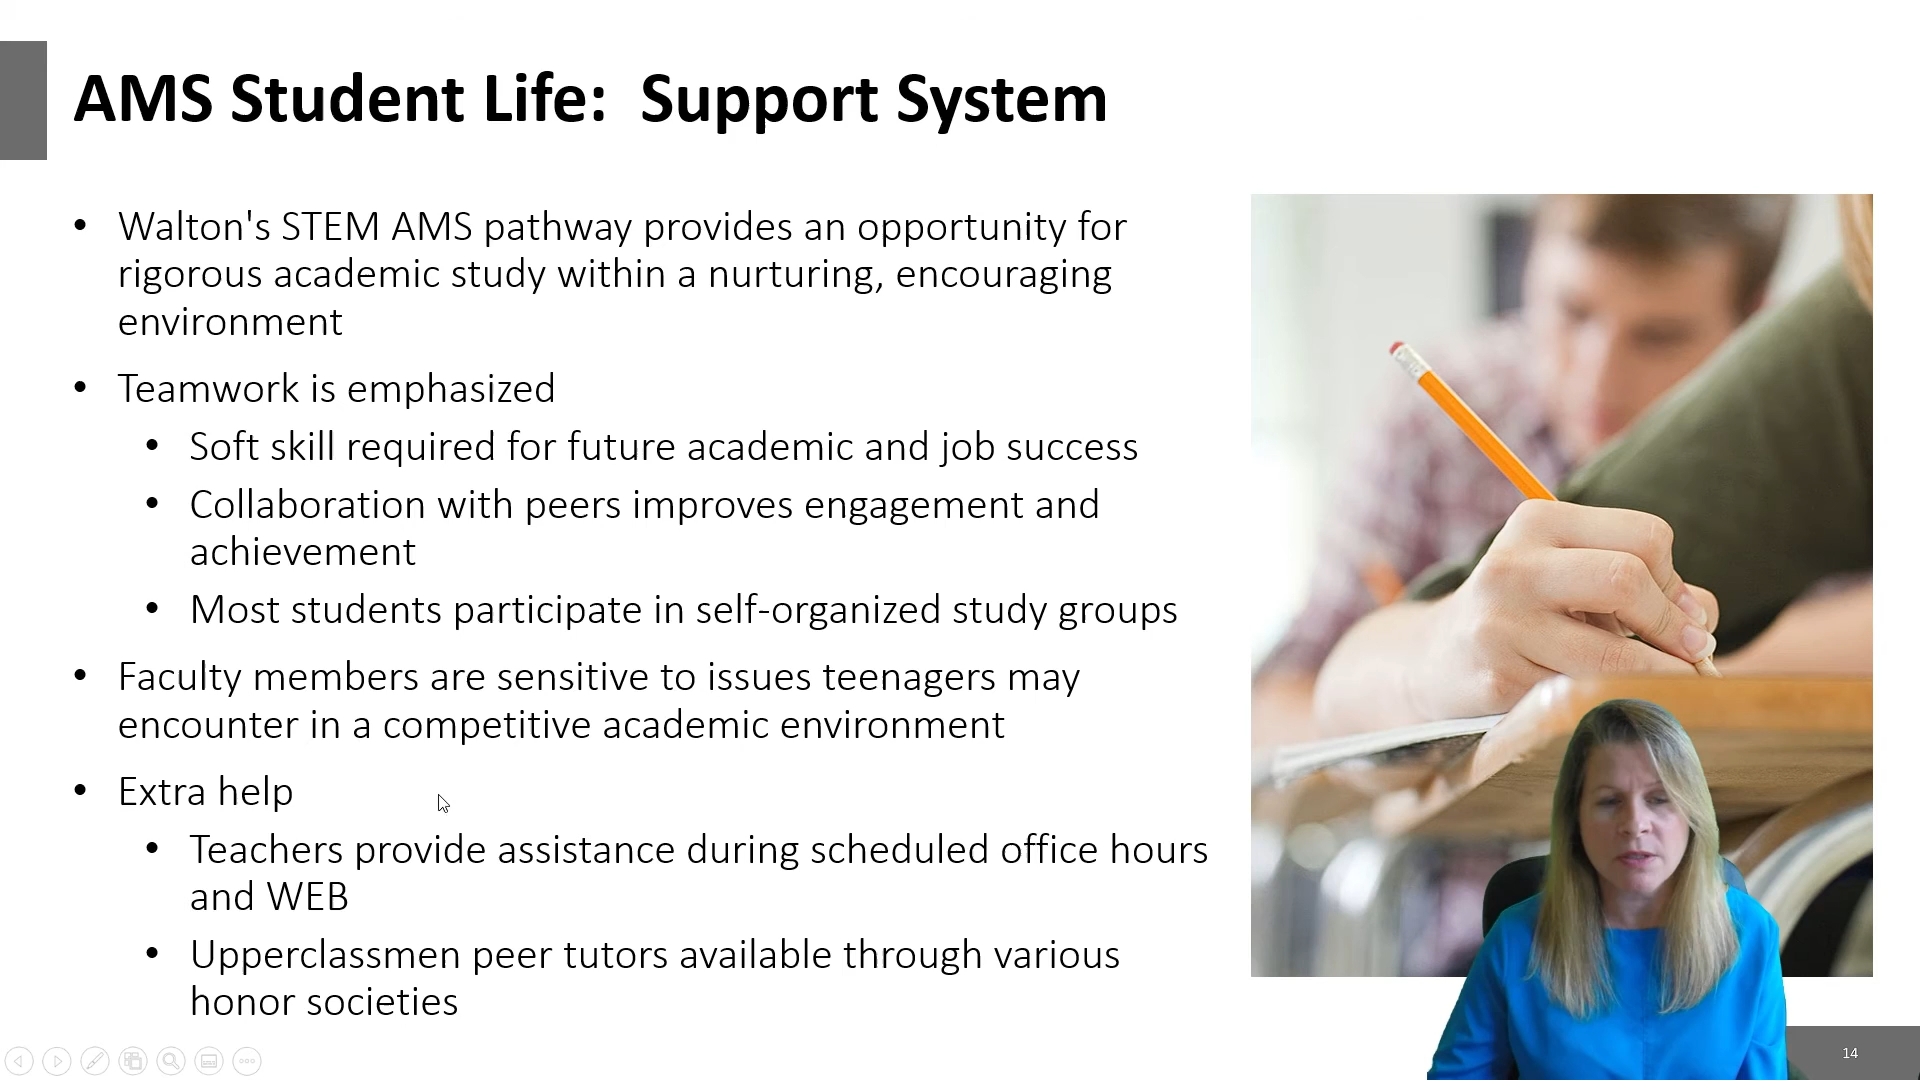 AMS Student Life:  Support System
• Walton's STEM AMS pathway provides an opportunity for
rigorous academic study within a nurturing, encouraging
environment
• Teamwork is emphasized
• Soft skill required for future academic and job success
• Collaboration with peers improves engagement and
achievement
• Most students participate in self-organized study groups
• Faculty members are sensitive to issues teenagers may
encounter in a competitive academic environment
• Extra help
• Teachers provide assistance during scheduled office hours
and WEB
• Upperclassmen peer tutors available through various
honor societies
14